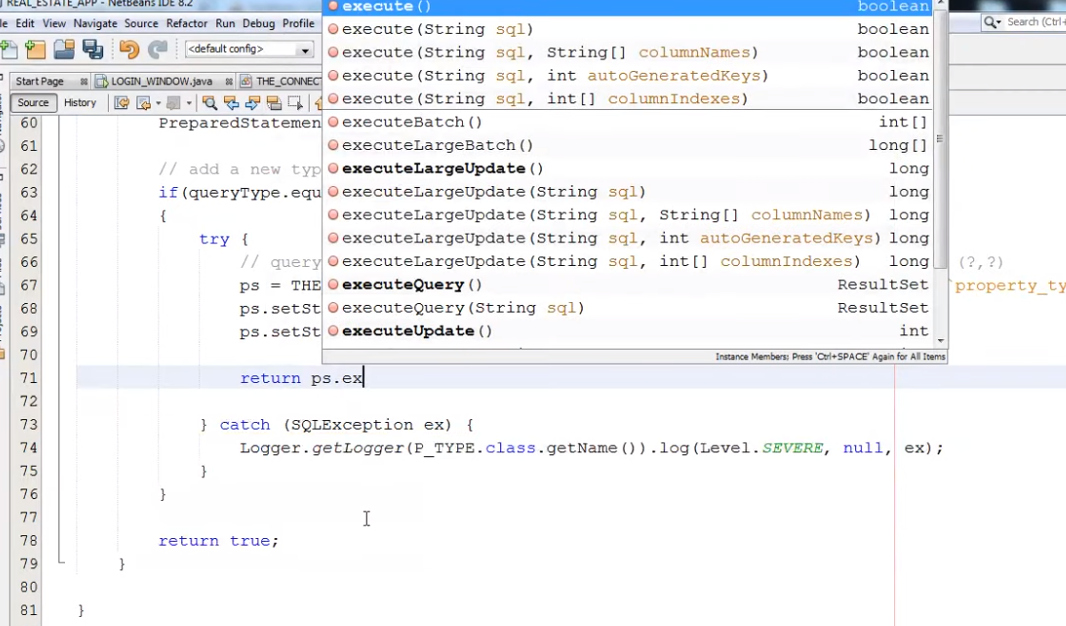 REAL_ESTATE_APP - NetBeans IDE 8.2
Edit View Navigate Source Refactor Run Debug Profile
<default config>
Search (Ctrl+
Start Page LOGIN_WINDOW.java THE_CONNECT
Source History
execute() boolean
execute(String sql) boolean
execute(String sql, String[] columnNames) boolean
execute(String sql, int autoGeneratedKeys) boolean
execute(String sql, int[] columnIndexes) boolean
executeBatch() int[]
executeLargeBatch() long[]
executeLargeUpdate() long
executeLargeUpdate(String sql) long
executeLargeUpdate(String sql, String[] columnNames) long
executeLargeUpdate(String sql, int autoGeneratedKeys) long
executeLargeUpdate(String sql, int[] columnIndexes) long
executeQuery() ResultSet
executeQuery(String sql) ResultSet
executeUpdate() int
Instance Members; Press 'Ctrl+SPACE' Again for All Items
60 PreparedStatemen
61
62 // add a new typ
63 if(queryType.equ
64 {
65 try {
66 // query (?,?)
67 ps = THE `property_ty
68 ps.setSt
69 ps.setSt
70
71 return ps.ex
72
73 } catch (SQLException ex) {
74 Logger.getLogger(P_TYPE.class.getName()).log(Level.SEVERE, null, ex);
75 }
76 }
77
78 return true;
79 }
80
81 }